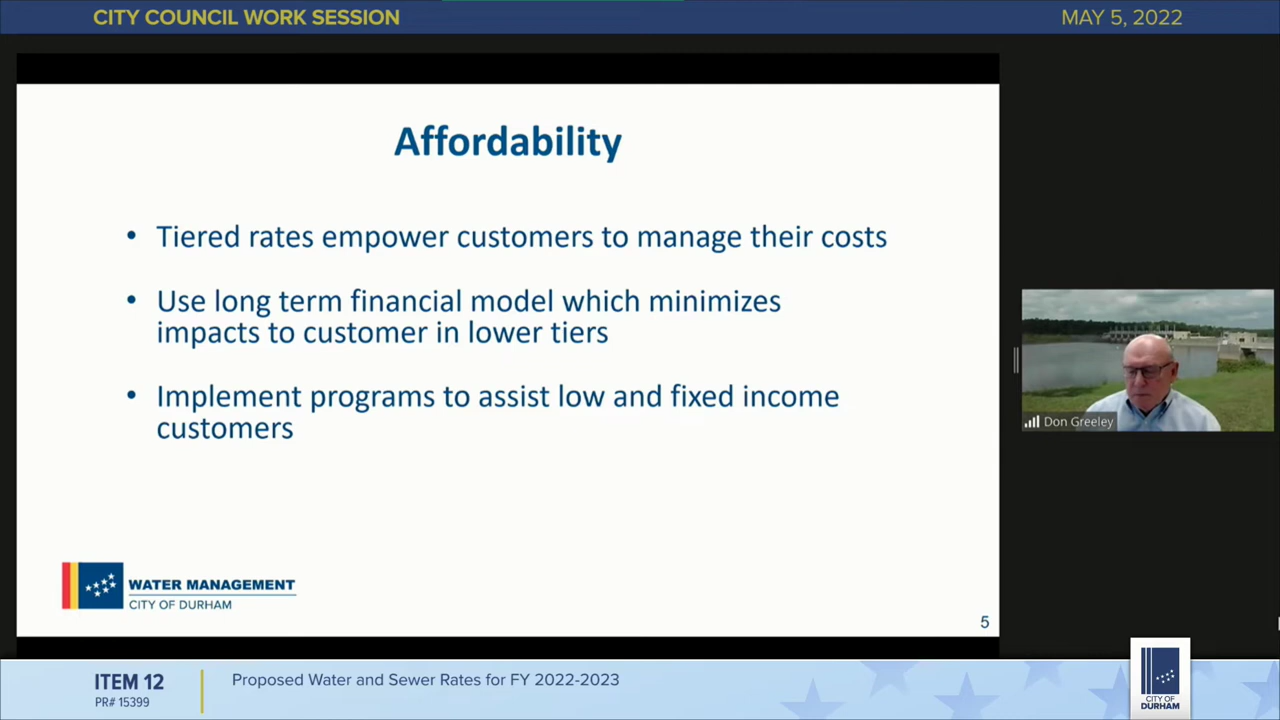 CITY COUNCIL WORK SESSION
MAY 5, 2022
Affordability
• Tiered rates empower customers to manage their costs
• Use long term financial model which minimizes
impacts to customer in lower tiers
• Implement programs to assist low and fixed income
customers
WATER MANAGEMENT
CITY OF DURHAM
5
Don Greeley
ITEM 12
PR# 15399
Proposed Water and Sewer Rates for FY 2022-2023
CITY OF
DURHAM